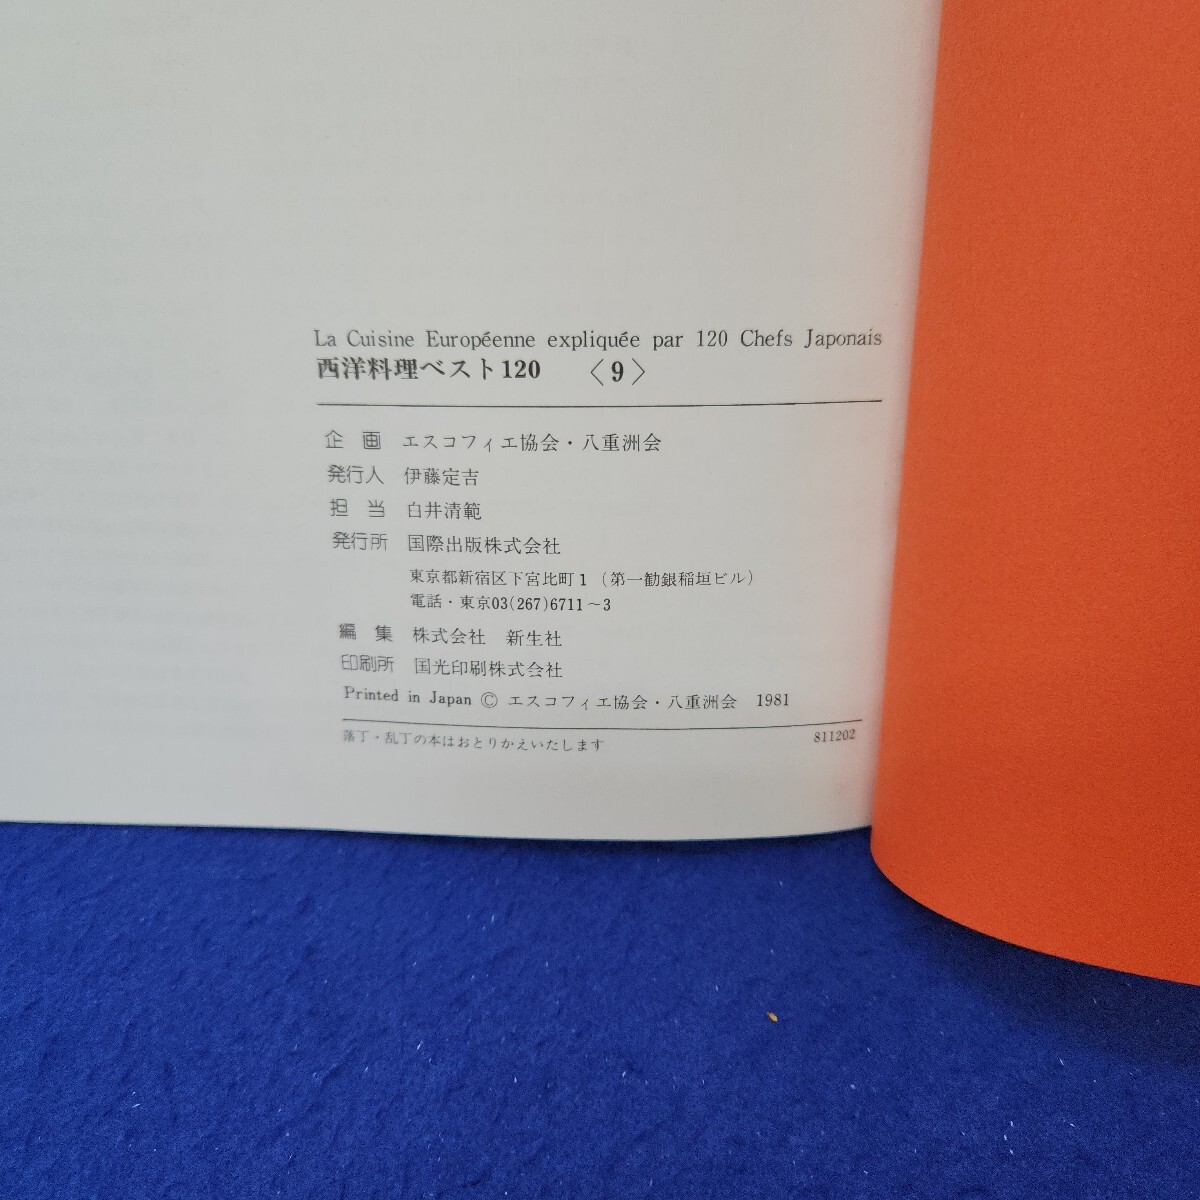 La Cuisine Européenne expliquée par 120 Chefs Japonais
西洋料理ベスト120 〈9〉
企画 エスコフィエ協会・八重洲会
発行人 伊藤定吉
担当 白井清範
発行所 国際出版株式会社
東京都新宿区下宮比町1 (第一勧銀稲垣ビル)
電話・東京03(267)6711〜3
編集 株式会社 新生社
印刷所 国光印刷株式会社
Printed in Japan © エスコフィエ協会・八重洲会 1981
落丁・乱丁の本はおとりかえいたします 811202